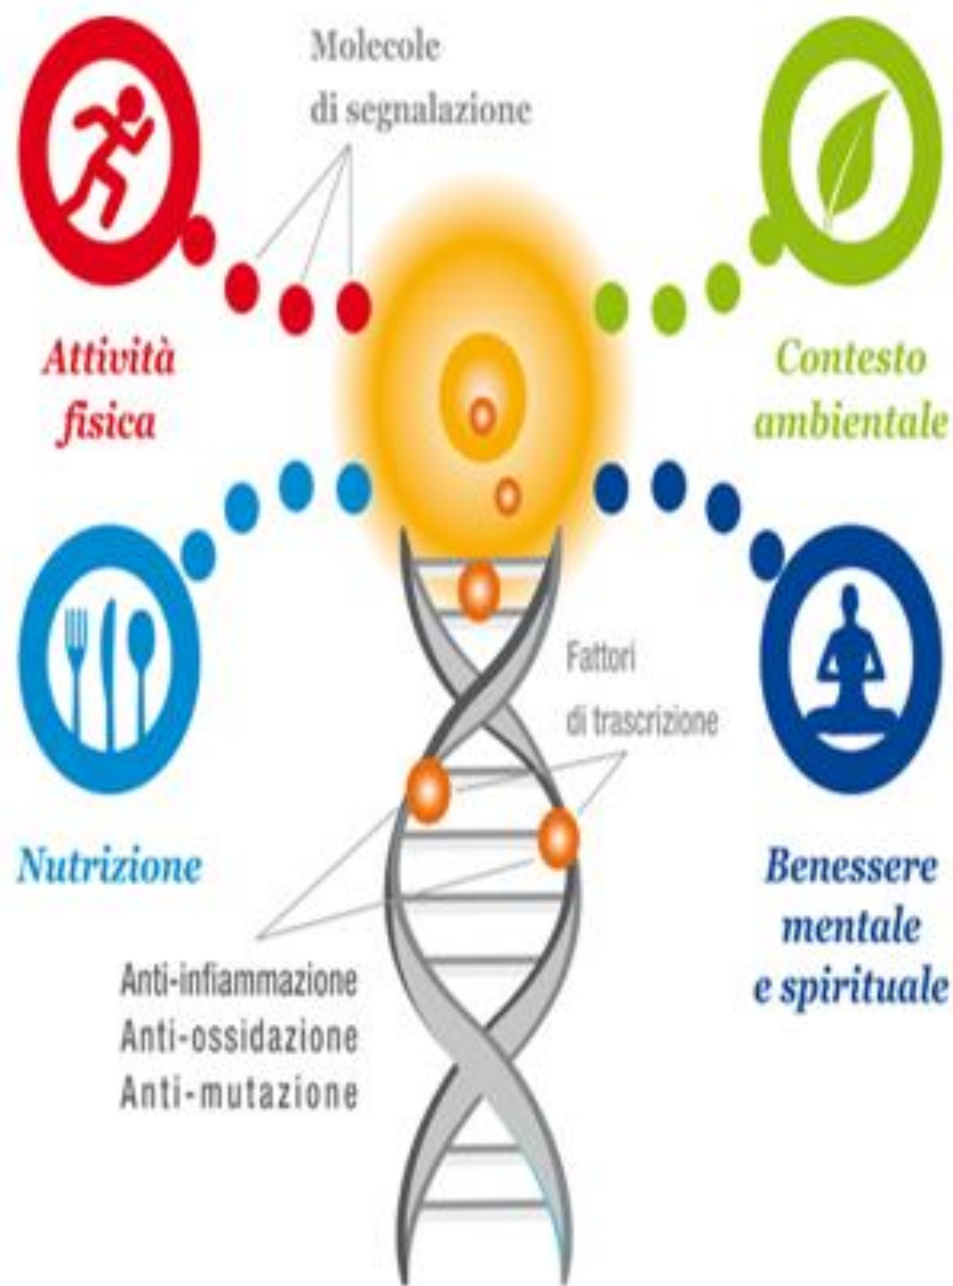 Molecole
di segnalazione
Attività
fisica
Contesto
ambientale
Fattori
di trascrizione
Nutrizione
Benessere
mentale
e spirituale
Anti-infiammazione
Anti-ossidazione
Anti-mutazione